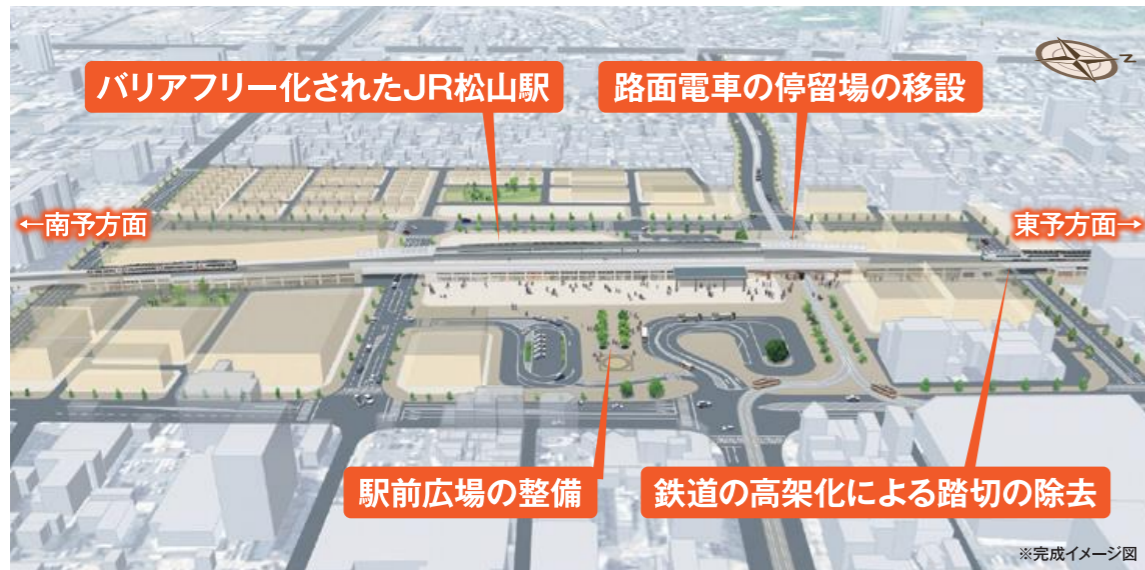 バリアフリー化されたJR松山駅
路面電車の停留場の移設
←南予方面
東予方面→
駅前広場の整備
鉄道の高架化による踏切の除去
※完成イメージ図
N